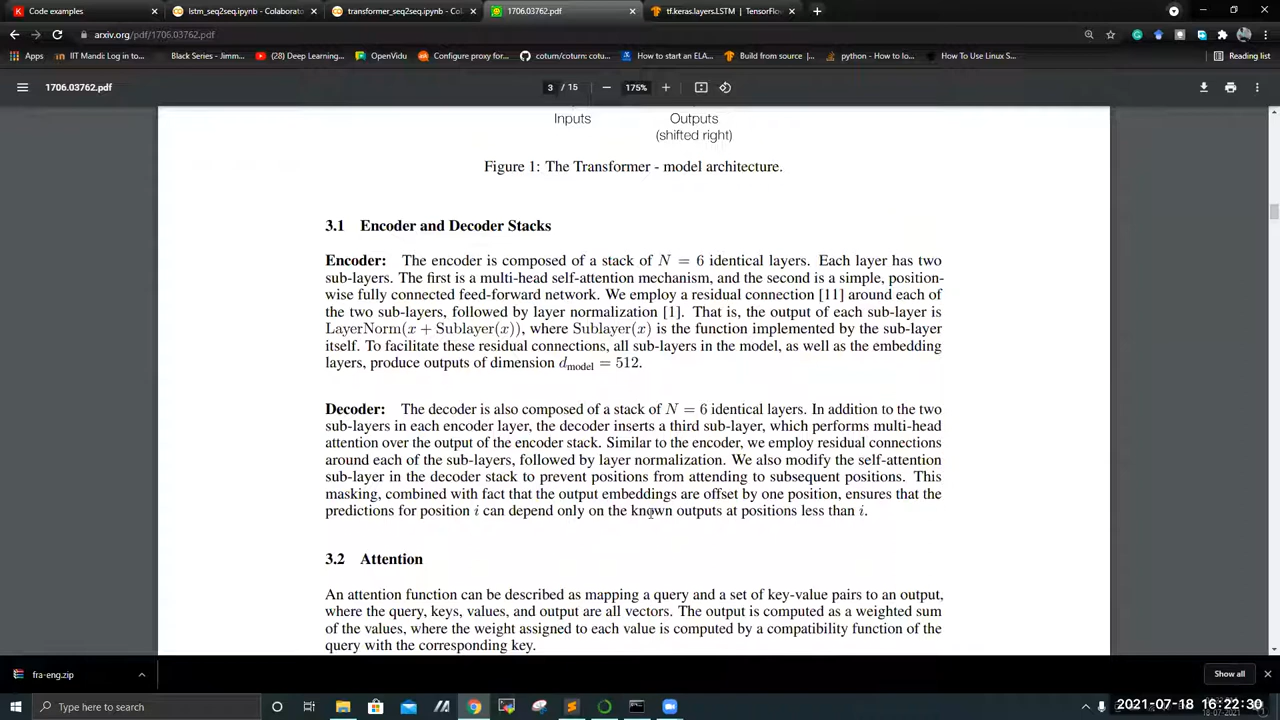 Code examples
lstm_seq2seq.ipynb - Colaborato
transformer_seq2seq.ipynb - Col
1706.03762.pdf
tf.keras.layers.LSTM | TensorFlo
arxiv.org/pdf/1706.03762.pdf
Apps
IIT Mandi: Log in to...
Black Series – Jimm...
(28) Deep Learning...
OpenVidu
Configure proxy for...
coturn/coturn: cotu...
How to start an ELA...
Build from source |...
python - How to lo...
How To Use Linux S...
Reading list
1706.03762.pdf
3 / 15
175%
Inputs
Outputs
(shifted right)
Figure 1: The Transformer - model architecture.
3.1 Encoder and Decoder Stacks
Encoder: The encoder is composed of a stack of N = 6 identical layers. Each layer has two
sub-layers. The first is a multi-head self-attention mechanism, and the second is a simple, position-
wise fully connected feed-forward network. We employ a residual connection [11] around each of
the two sub-layers, followed by layer normalization [1]. That is, the output of each sub-layer is
LayerNorm(x + Sublayer(x)), where Sublayer(x) is the function implemented by the sub-layer
itself. To facilitate these residual connections, all sub-layers in the model, as well as the embedding
layers, produce outputs of dimension dmodel = 512.
Decoder: The decoder is also composed of a stack of N = 6 identical layers. In addition to the two
sub-layers in each encoder layer, the decoder inserts a third sub-layer, which performs multi-head
attention over the output of the encoder stack. Similar to the encoder, we employ residual connections
around each of the sub-layers, followed by layer normalization. We also modify the self-attention
sub-layer in the decoder stack to prevent positions from attending to subsequent positions. This
masking, combined with fact that the output embeddings are offset by one position, ensures that the
predictions for position i can depend only on the known outputs at positions less than i.
3.2 Attention
An attention function can be described as mapping a query and a set of key-value pairs to an output,
where the query, keys, values, and output are all vectors. The output is computed as a weighted sum
of the values, where the weight assigned to each value is computed by a compatibility function of the
query with the corresponding key.
fra-eng.zip
Show all
Type here to search
2021-07-18 16:22:30